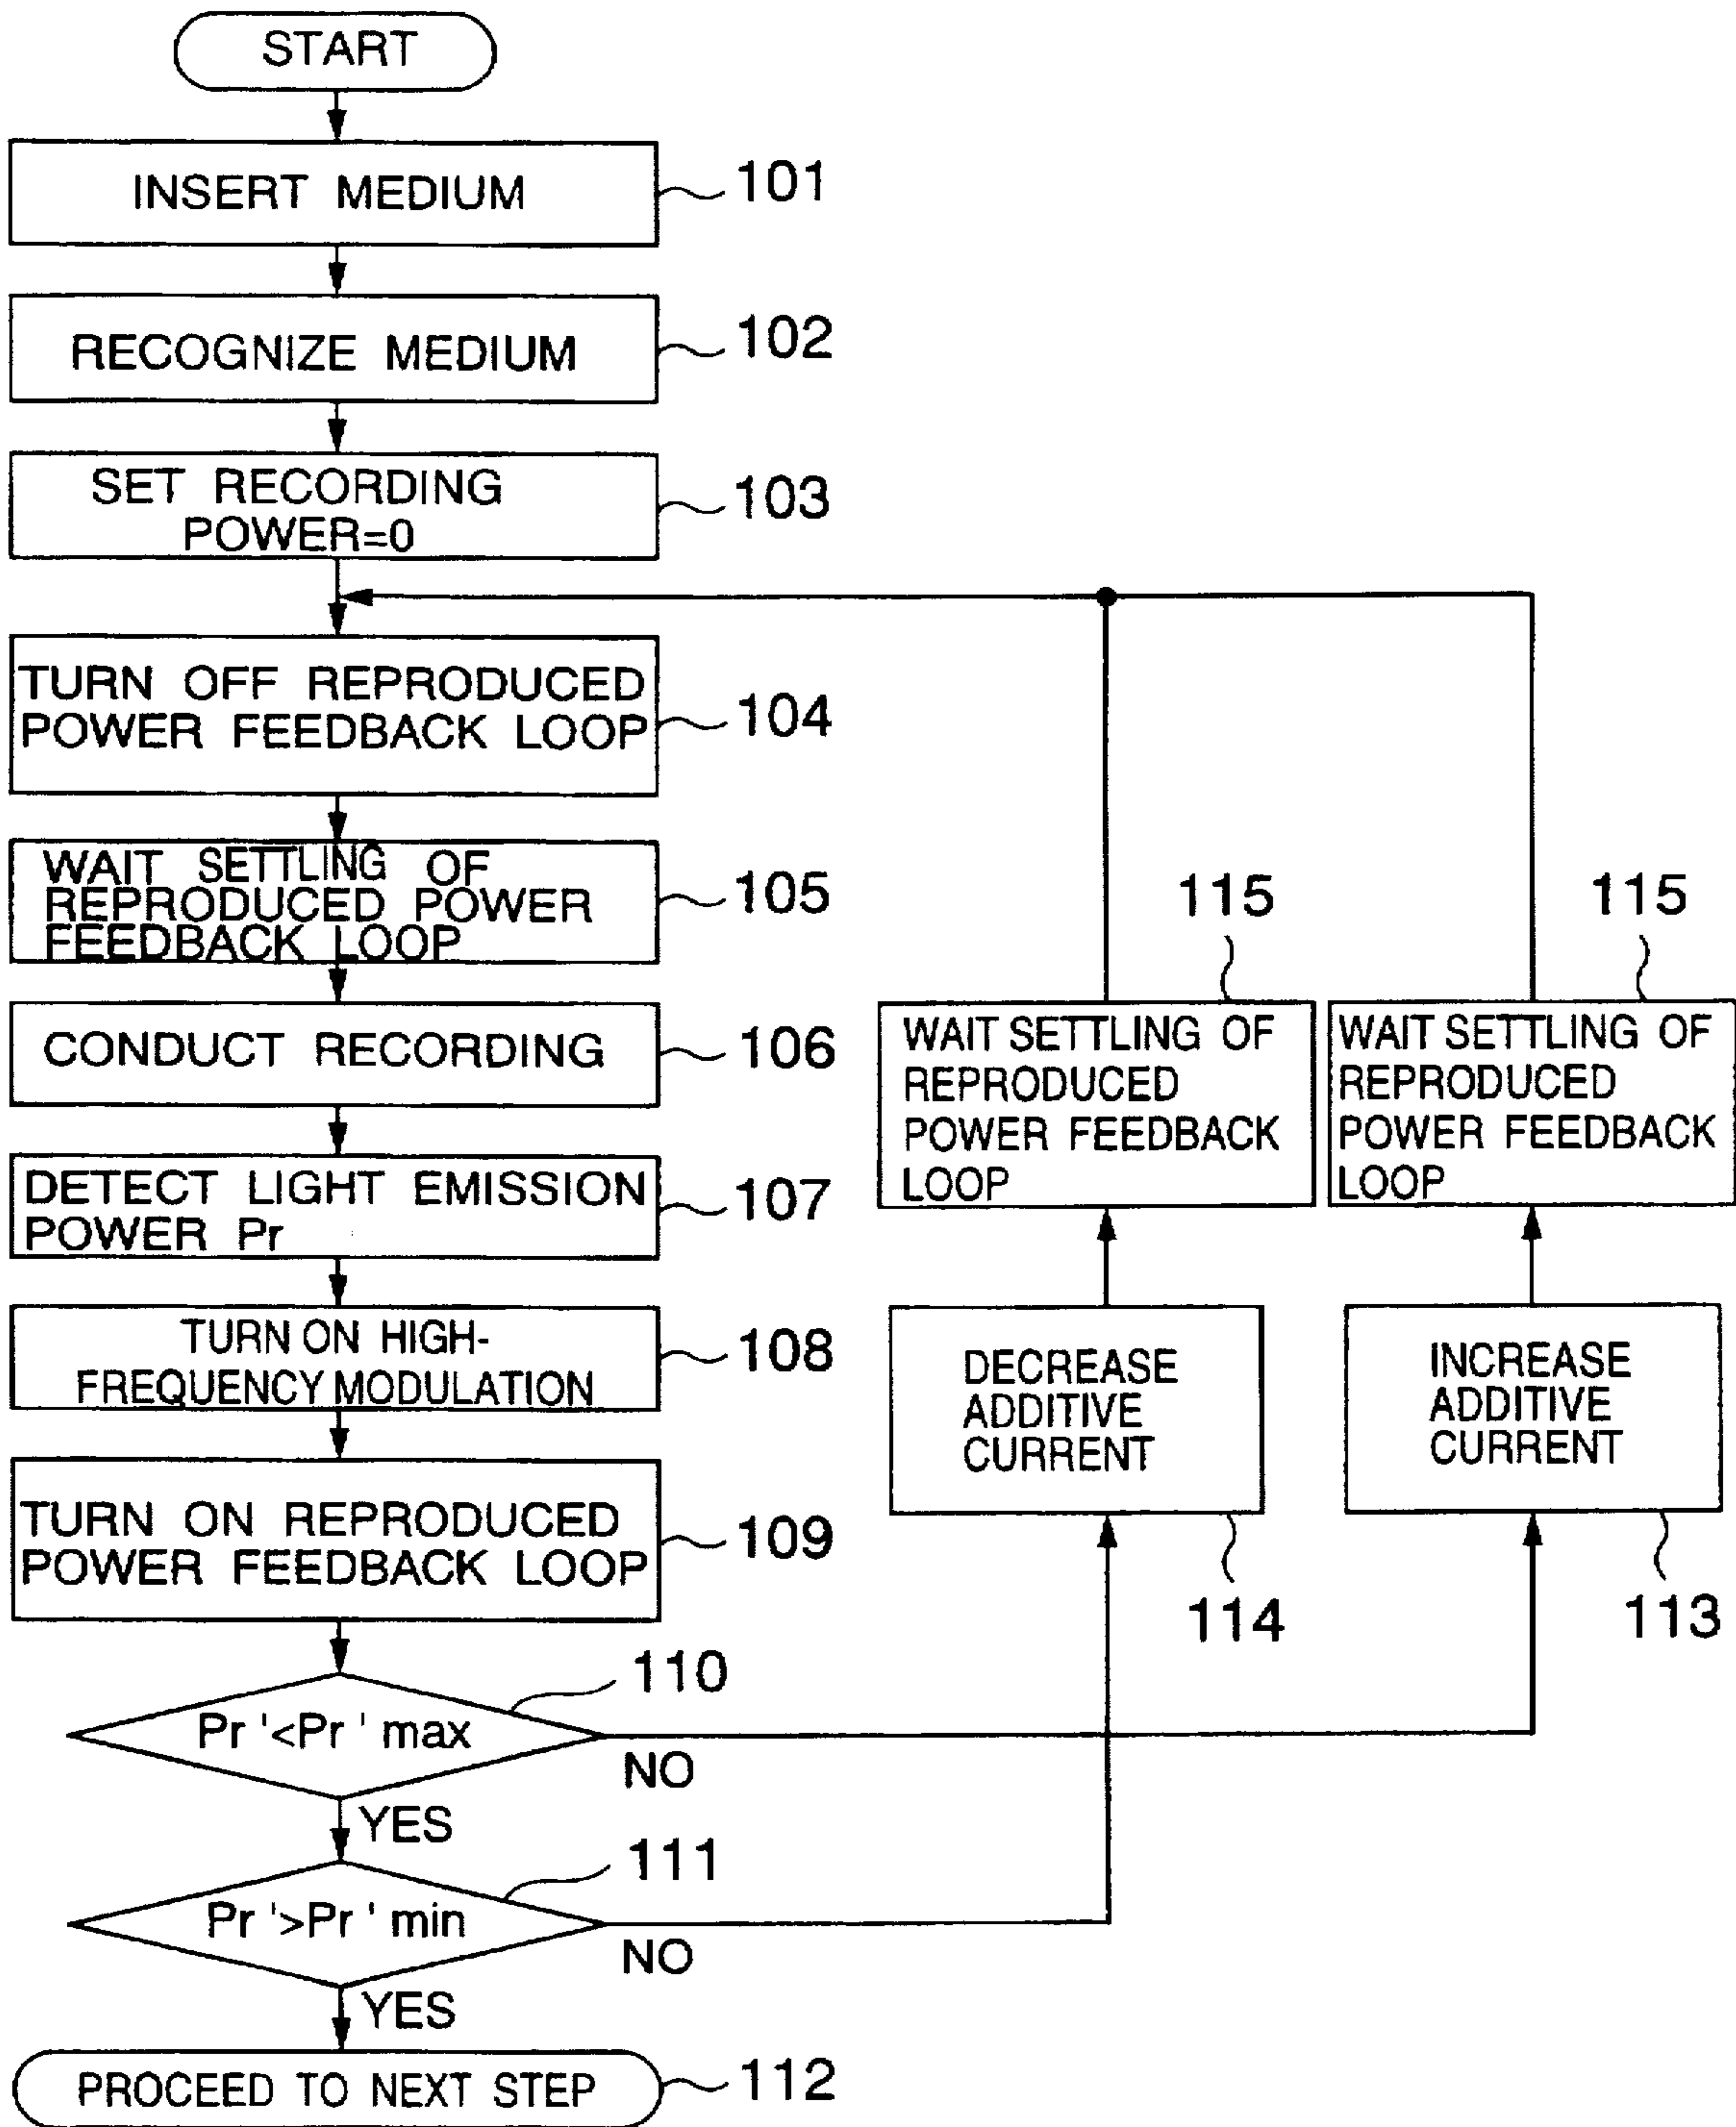 START
INSERT MEDIUM
101
RECOGNIZE MEDIUM
102
SET RECORDING
POWER=0
103
TURN OFF REPRODUCED
POWER FEEDBACK LOOP
104
WAIT SETTLING OF
REPRODUCED POWER
FEEDBACK LOOP
105
CONDUCT RECORDING
106
DETECT LIGHT EMISSION
POWER Pr
107
TURN ON HIGH-
FREQUENCY MODULATION
108
TURN ON REPRODUCED
POWER FEEDBACK LOOP
109
Pr '<Pr ' max
110
NO
YES
Pr '>Pr ' min
111
NO
YES
PROCEED TO NEXT STEP
112
115
WAIT SETTLING OF
REPRODUCED
POWER FEEDBACK
LOOP
DECREASE
ADDITIVE
CURRENT
114
115
WAIT SETTLING OF
REPRODUCED
POWER FEEDBACK
LOOP
INCREASE
ADDITIVE
CURRENT
113